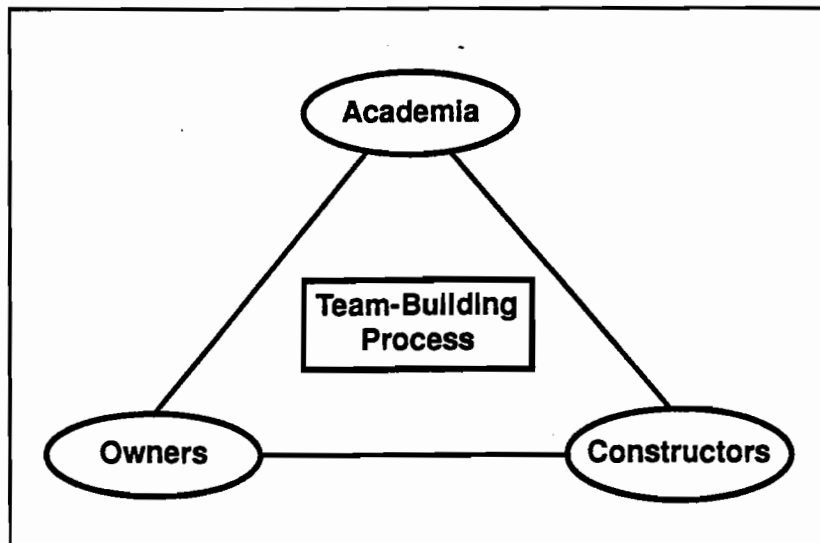 Academia
Team-Building
Process
Owners
Constructors